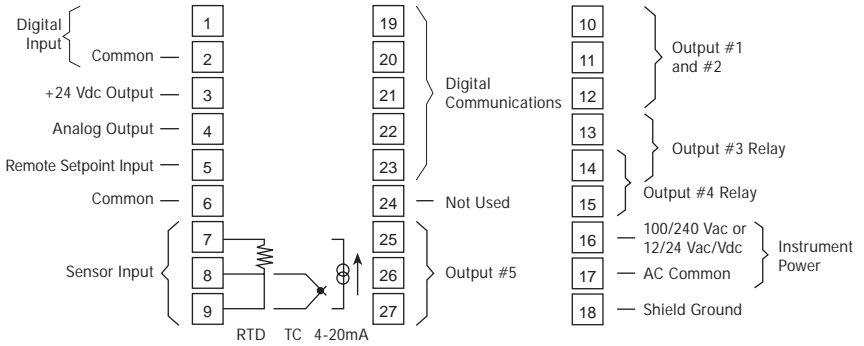 Digital
Input
1
Common
2
+24 Vdc Output
3
Analog Output
4
Remote Setpoint Input
5
Common
6
Sensor Input
7
8
9
RTD TC 4-20mA
19
20
21
22
23
Digital
Communications
24
Not Used
25
26
27
Output #5
10
11
12
Output #1
and #2
13
14
15
Output #3 Relay
Output #4 Relay
16
100/240 Vac or
12/24 Vac/Vdc
17
AC Common
Instrument
Power
18
Shield Ground